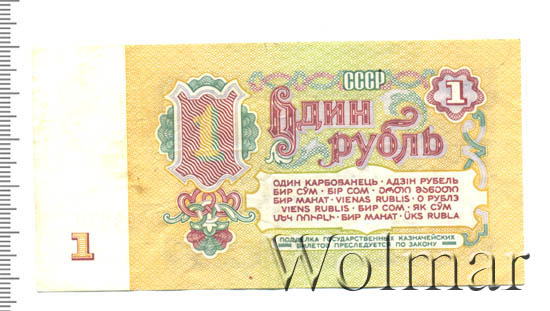 СССР
1
1
Один
рубль
ОДИН КАРБОВАНЕЦЬ · АДЗІН РУБЕЛЬ
БИР СЎМ · БІР СОМ · ᲔᲠᲗᲘ ᲛᲐᲜᲔᲗᲘ
БИР МАНАТ · VIENAS RUBLIS · О РУБЛЭ
VIENS RUBLIS · БИР СОМ · ЯК СЎМ
ՄԵԿ ՌՈՒԲԼԻ · БИР МАНАТ · ÜKS RUBLA
ПОДДЕЛКА ГОСУДАРСТВЕННЫХ КАЗНАЧЕЙСКИХ
БИЛЕТОВ ПРЕСЛЕДУЕТСЯ ПО ЗАКОНУ
1
Wolmar